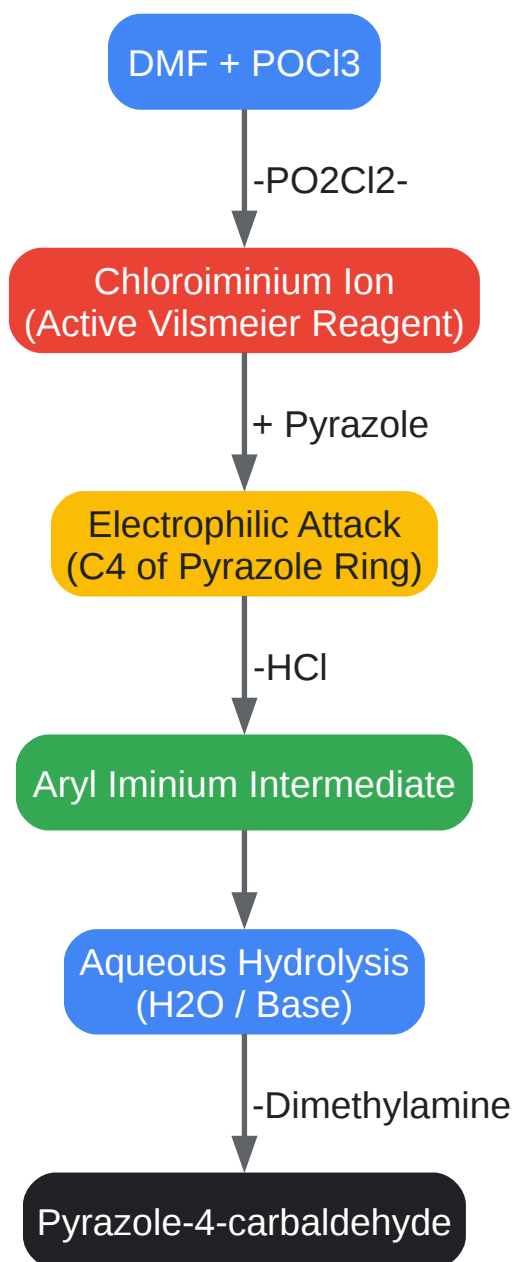 DMF + POCl3
-PO2Cl2-
Chloroiminium Ion
(Active Vilsmeier Reagent)
+ Pyrazole
Electrophilic Attack
(C4 of Pyrazole Ring)
-HCl
Aryl Iminium Intermediate
Aqueous Hydrolysis
(H2O / Base)
-Dimethylamine
Pyrazole-4-carbaldehyde